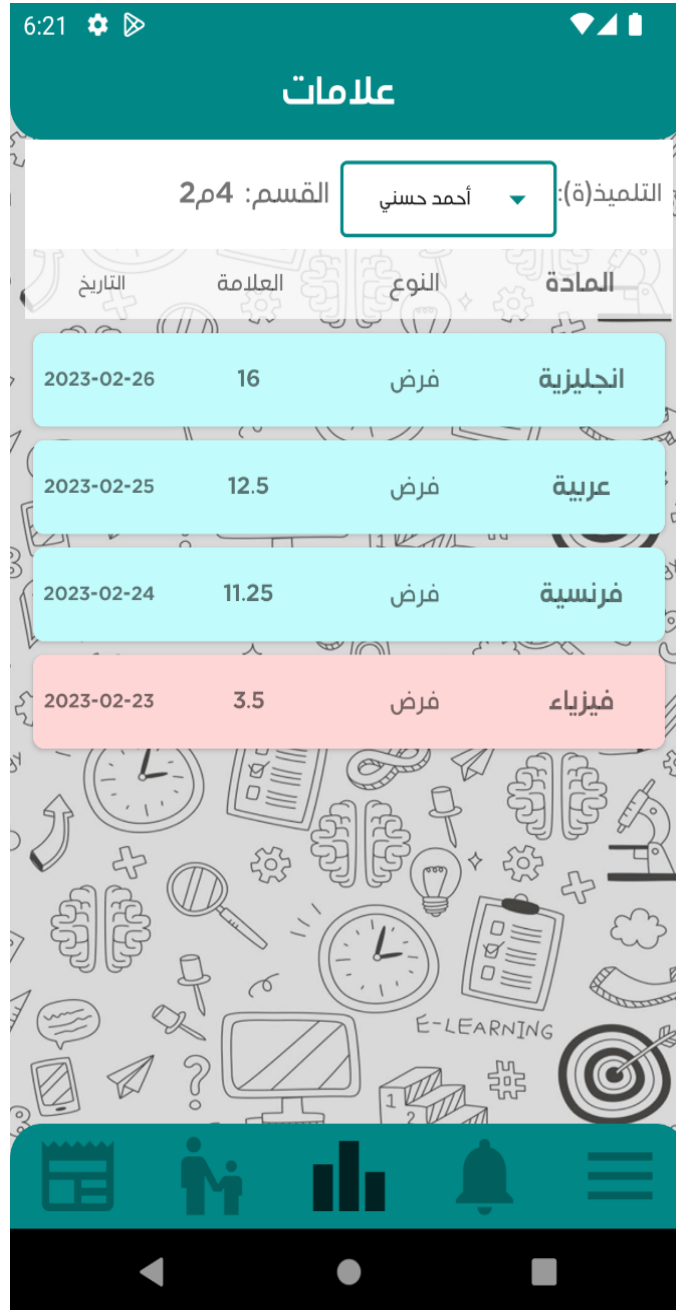 6:21
علامات
التلميذ(ة): أحمد حسني القسم: 4م2
المادة النوع العلامة التاريخ
انجليزية فرض 16 2023-02-26
عربية فرض 12.5 2023-02-25
فرنسية فرض 11.25 2023-02-24
فيزياء فرض 3.5 2023-02-23
E-LEARNING
1
2